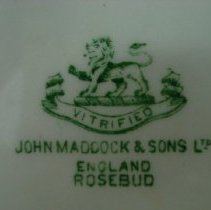 VITRIFIED
JOHN MADDOCK & SONS LTD
ENGLAND
ROSEBUD